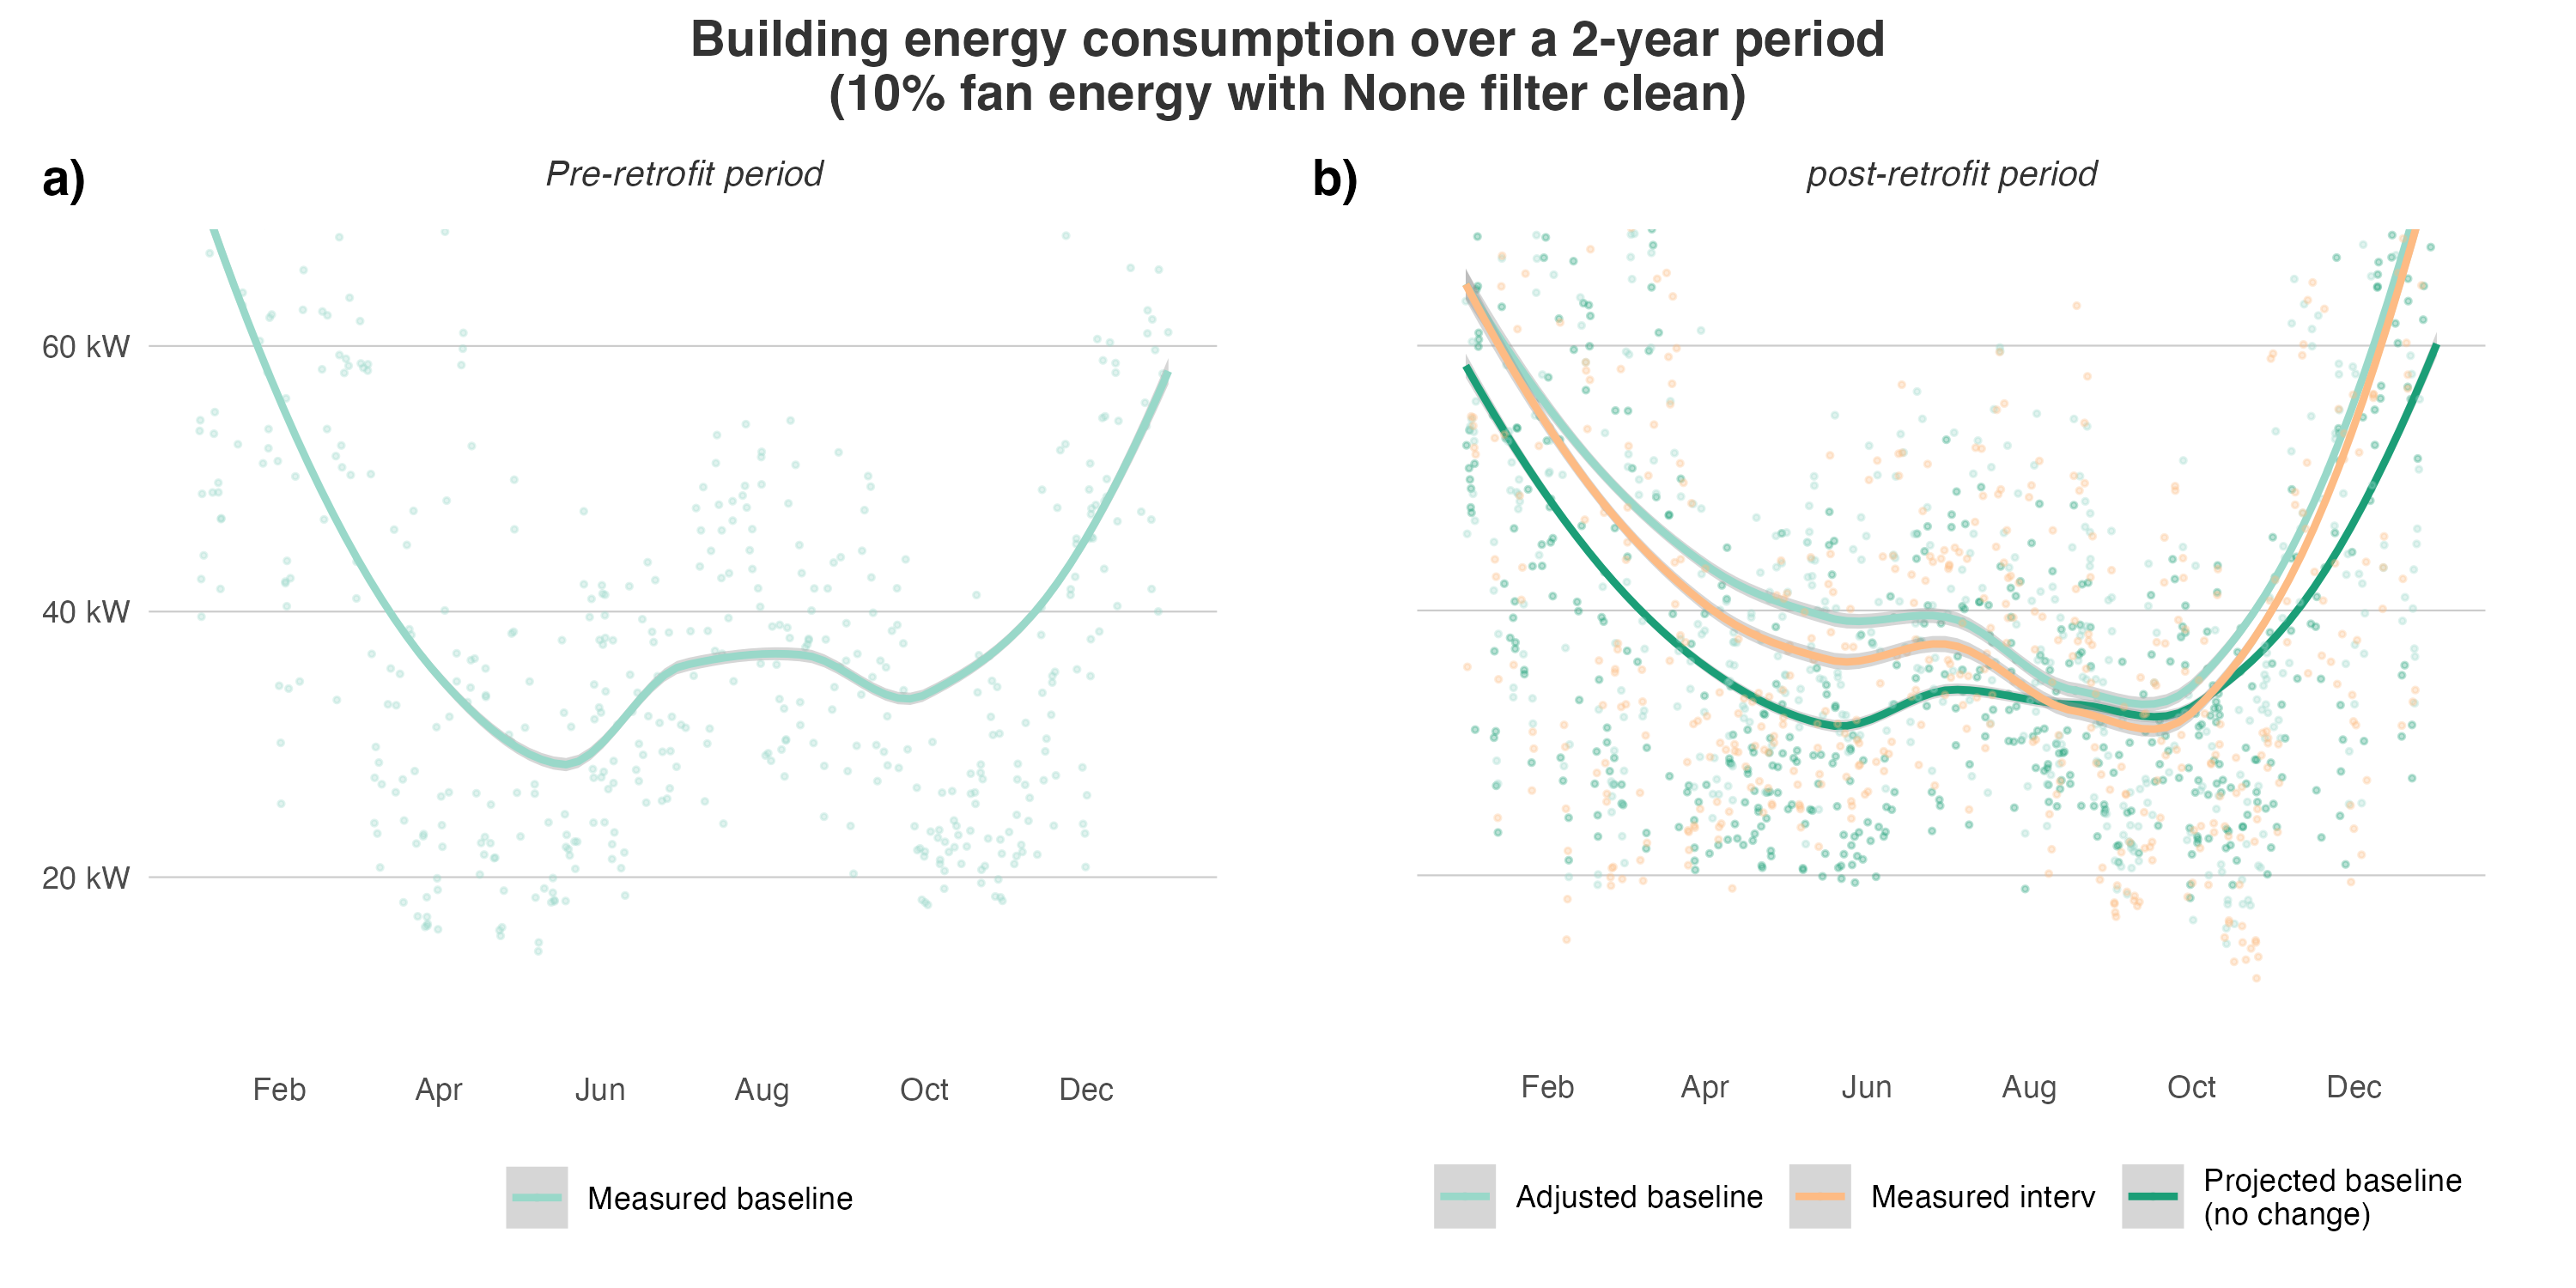 Building energy consumption over a 2-year period
(10% fan energy with None filter clean)
a)
Pre-retrofit period
60 kW
40 kW
20 kW
Feb
Apr
Jun
Aug
Oct
Dec
Measured baseline
b)
post-retrofit period
Feb
Apr
Jun
Aug
Oct
Dec
Adjusted baseline
Measured interv
Projected baseline
(no change)